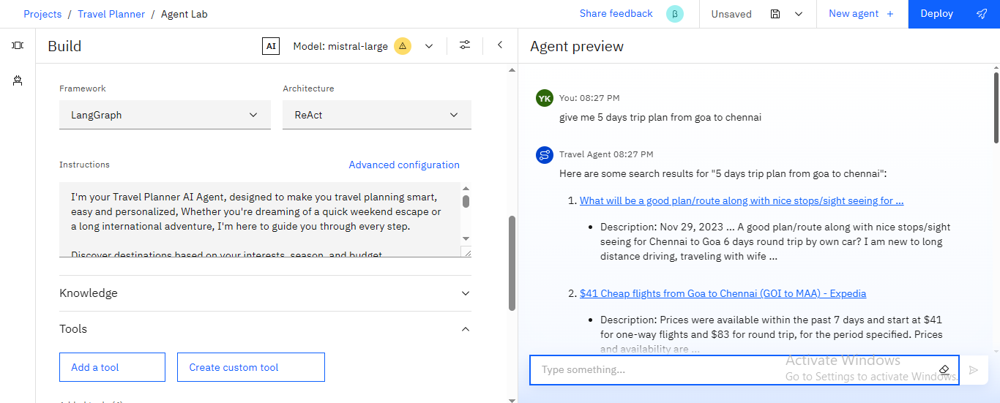 Projects / Travel Planner / Agent Lab
Share feedback β
Unsaved
New agent +
Deploy
Build
AI
Model: mistral-large
Framework
Architecture
LangGraph
ReAct
Instructions
Advanced configuration
I'm your Travel Planner AI Agent, designed to make you travel planning smart,
easy and personalized, Whether you're dreaming of a quick weekend escape or
a long international adventure, I'm here to guide you through every step.
Discover destinations based on your interests, season, and budget
Knowledge
Tools
Add a tool
Create custom tool
Agent preview
YK
You: 08:27 PM
give me 5 days trip plan from goa to chennai
Travel Agent 08:27 PM
Here are some search results for "5 days trip plan from goa to chennai":
1. What will be a good plan/route along with nice stops/sight seeing for ...
• Description: Nov 29, 2023 ... A good plan/route along with nice stops/sight
seeing for Chennai to Goa 6 days round trip by own car? I am new to long
distance driving, traveling with wife ...
2. $41 Cheap flights from Goa to Chennai (GOI to MAA) - Expedia
• Description: Prices were available within the past 7 days and start at $41
for one-way flights and $83 for round trip, for the period specified. Prices
and availability are ...
Type something...
Activate Windows
Go to Settings to activate Windows.